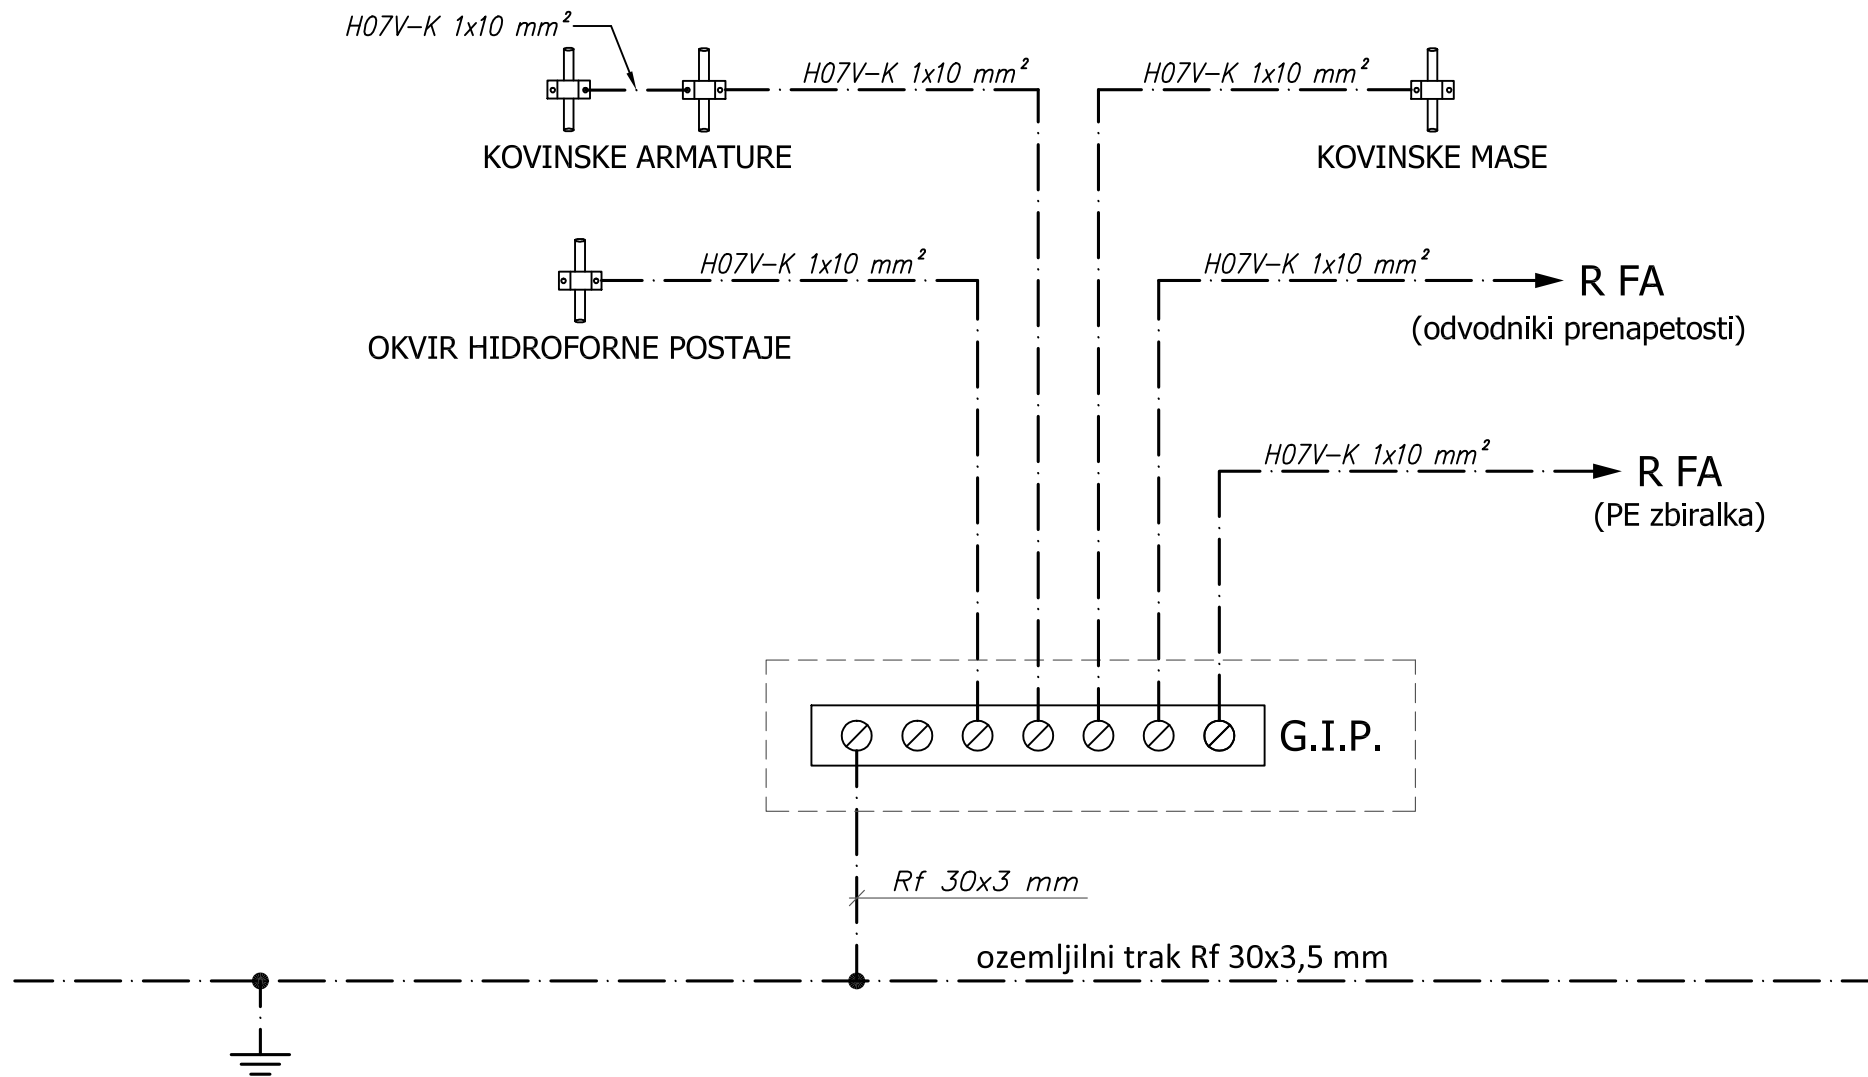 H07V-K 1x10 mm²
H07V-K 1x10 mm²
H07V-K 1x10 mm²
KOVINSKE ARMATURE
KOVINSKE MASE
H07V-K 1x10 mm²
H07V-K 1x10 mm²
R FA
(odvodniki prenapetosti)
OKVIR HIDROFORNE POSTAJE
H07V-K 1x10 mm²
R FA
(PE zbiralka)
G.I.P.
Rf 30x3 mm
ozemljilni trak Rf 30x3,5 mm